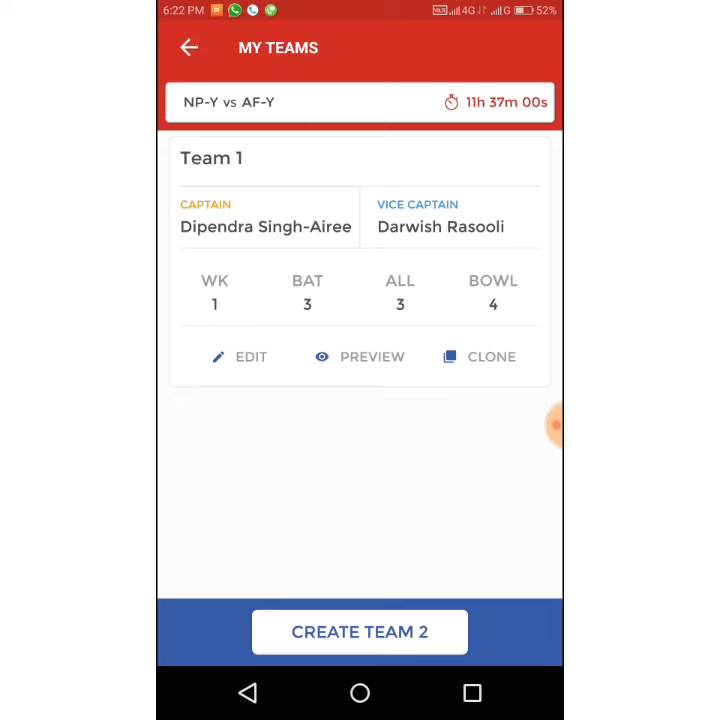 6:22 PM 4G G 52%
MY TEAMS
NP-Y vs AF-Y 11h 37m 00s
Team 1
CAPTAIN VICE CAPTAIN
Dipendra Singh-Airee Darwish Rasooli
WK BAT ALL BOWL
1 3 3 4
EDIT PREVIEW CLONE
CREATE TEAM 2